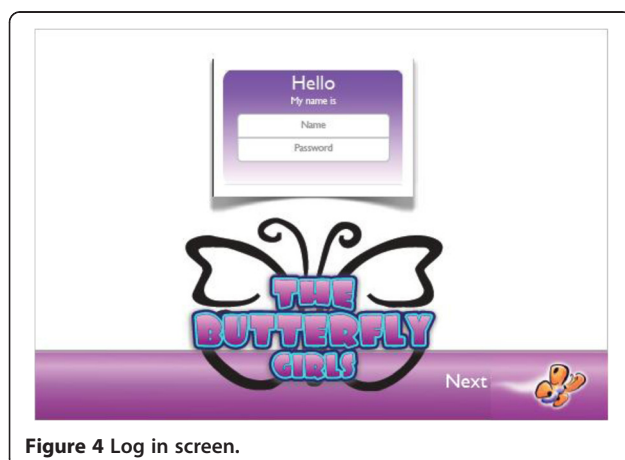 Hello
My name is
Name
Password
THE
BUTTERFLY
GIRLS
Next
Figure 4 Log in screen.